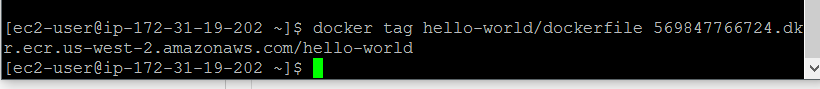 [ec2-user@ip-172-31-19-202 ~]$ docker tag hello-world/dockerfile 569847766724.dk
r.ecr.us-west-2.amazonaws.com/hello-world
[ec2-user@ip-172-31-19-202 ~]$